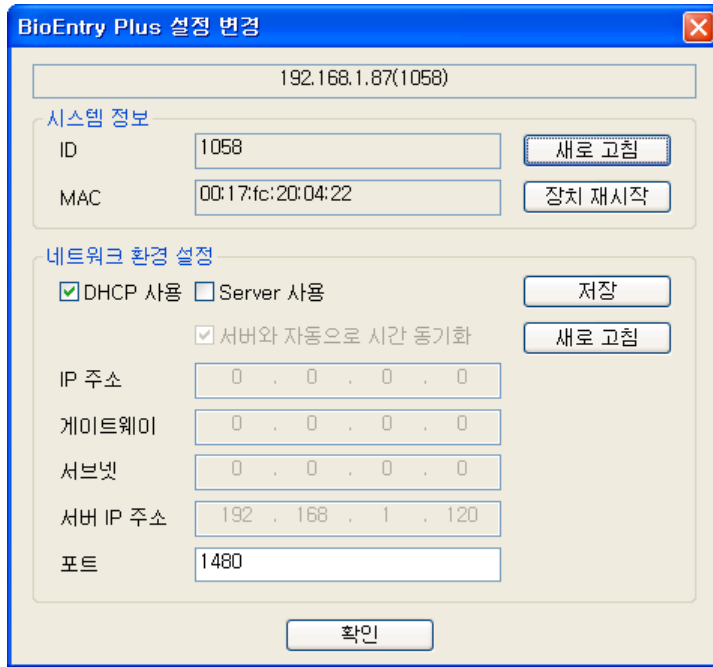 BioEntry Plus 설정 변경
192.168.1.87(1058)
시스템 정보
ID 1058 새로 고침
MAC 00:17:fc:20:04:22 장치 재시작
네트워크 환경 설정
DHCP 사용 Server 사용 저장
서버와 자동으로 시간 동기화 새로 고침
IP 주소 0 . 0 . 0 . 0
게이트웨이 0 . 0 . 0 . 0
서브넷 0 . 0 . 0 . 0
서버 IP 주소 192 . 168 . 1 . 120
포트 1480
확인